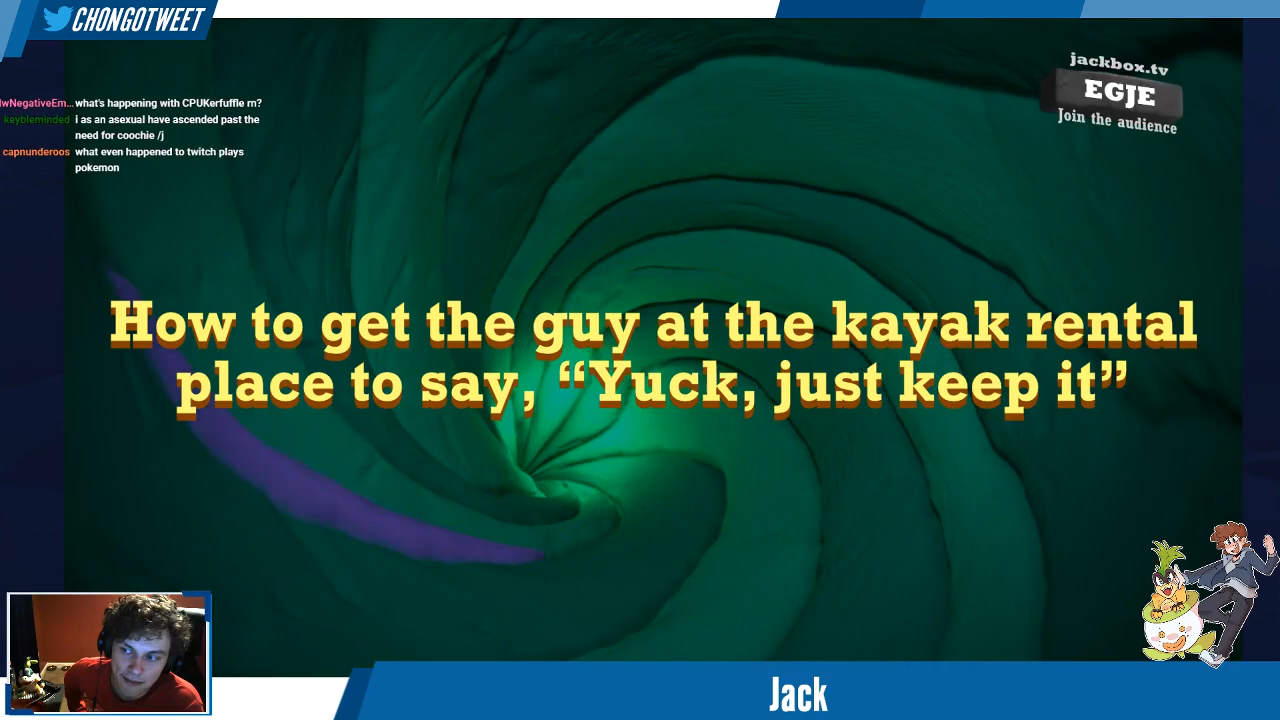 CHONGOTWEET
jackbox.tv
EGJE
Join the audience
lwNegativeEm... what's happening with CPUKerfuffle rn?
keybleminded i as an asexual have ascended past the
need for coochie /j
capnunderoos what even happened to twitch plays
pokemon
How to get the guy at the kayak rental
place to say, “Yuck, just keep it”
Jack